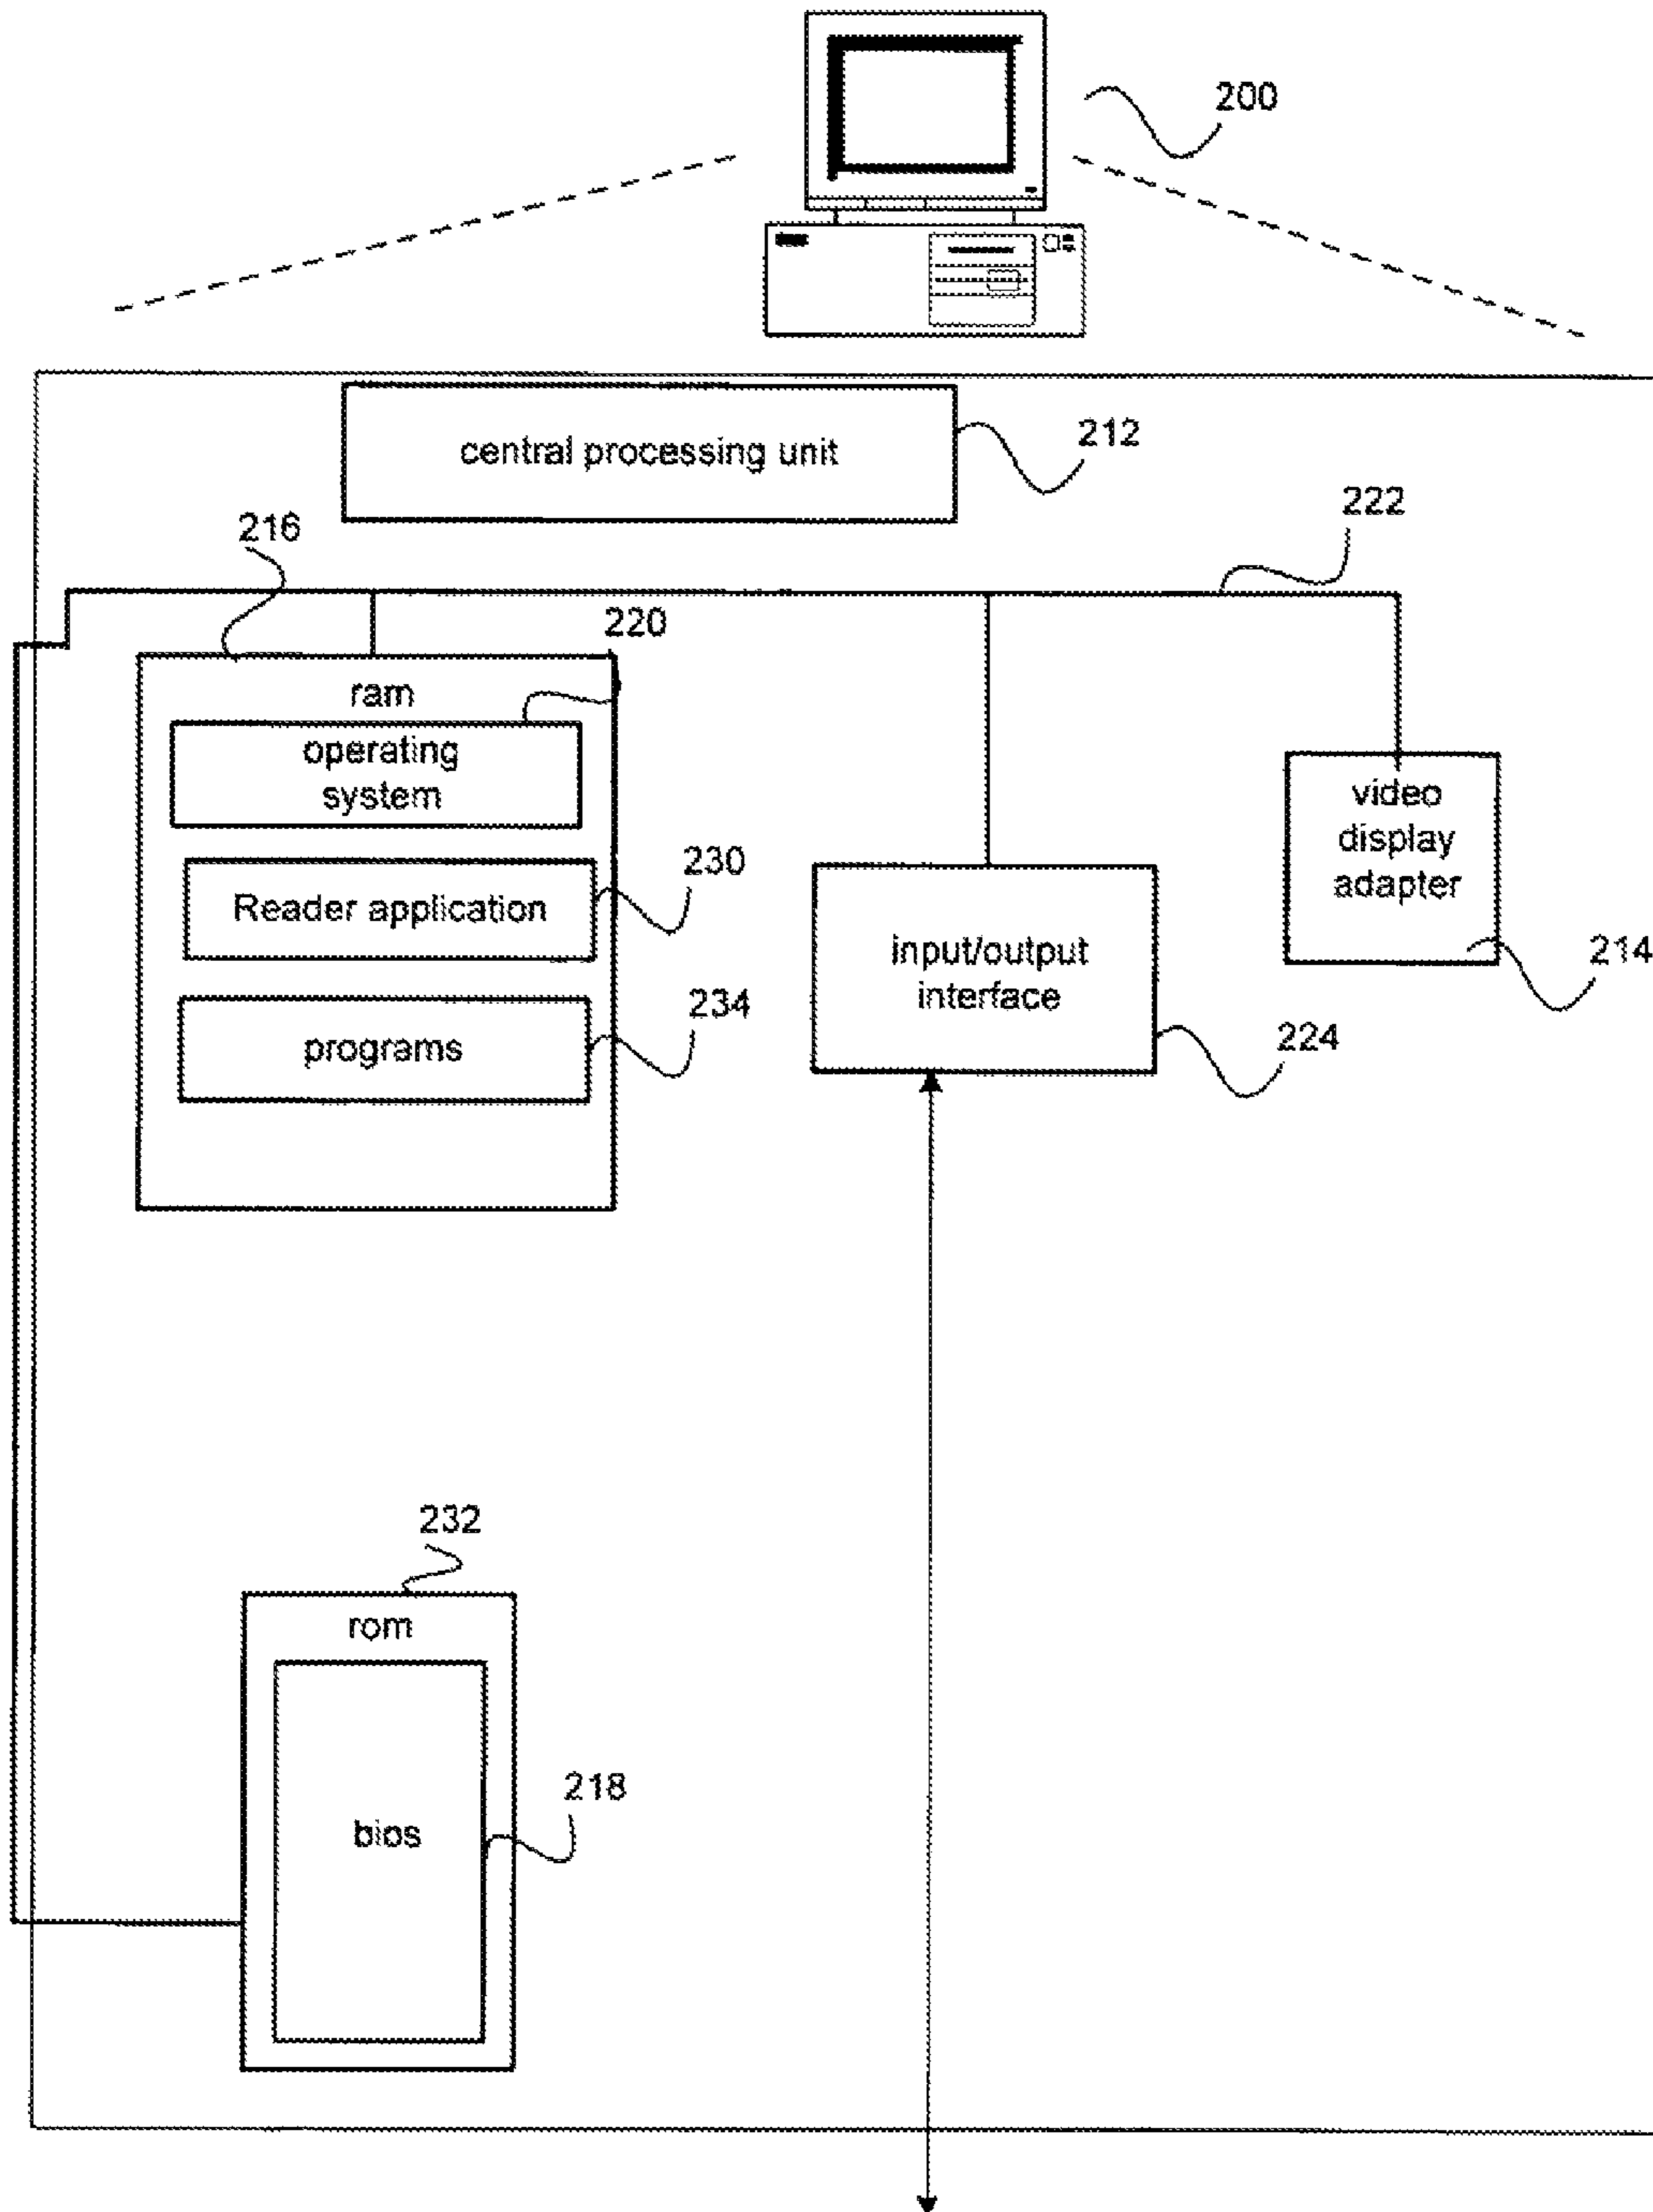 200
central processing unit
212
216
222
220
ram
operating
system
230
Reader application
234
programs
input/output
interface
224
video
display
adapter
214
232
rom
218
bios